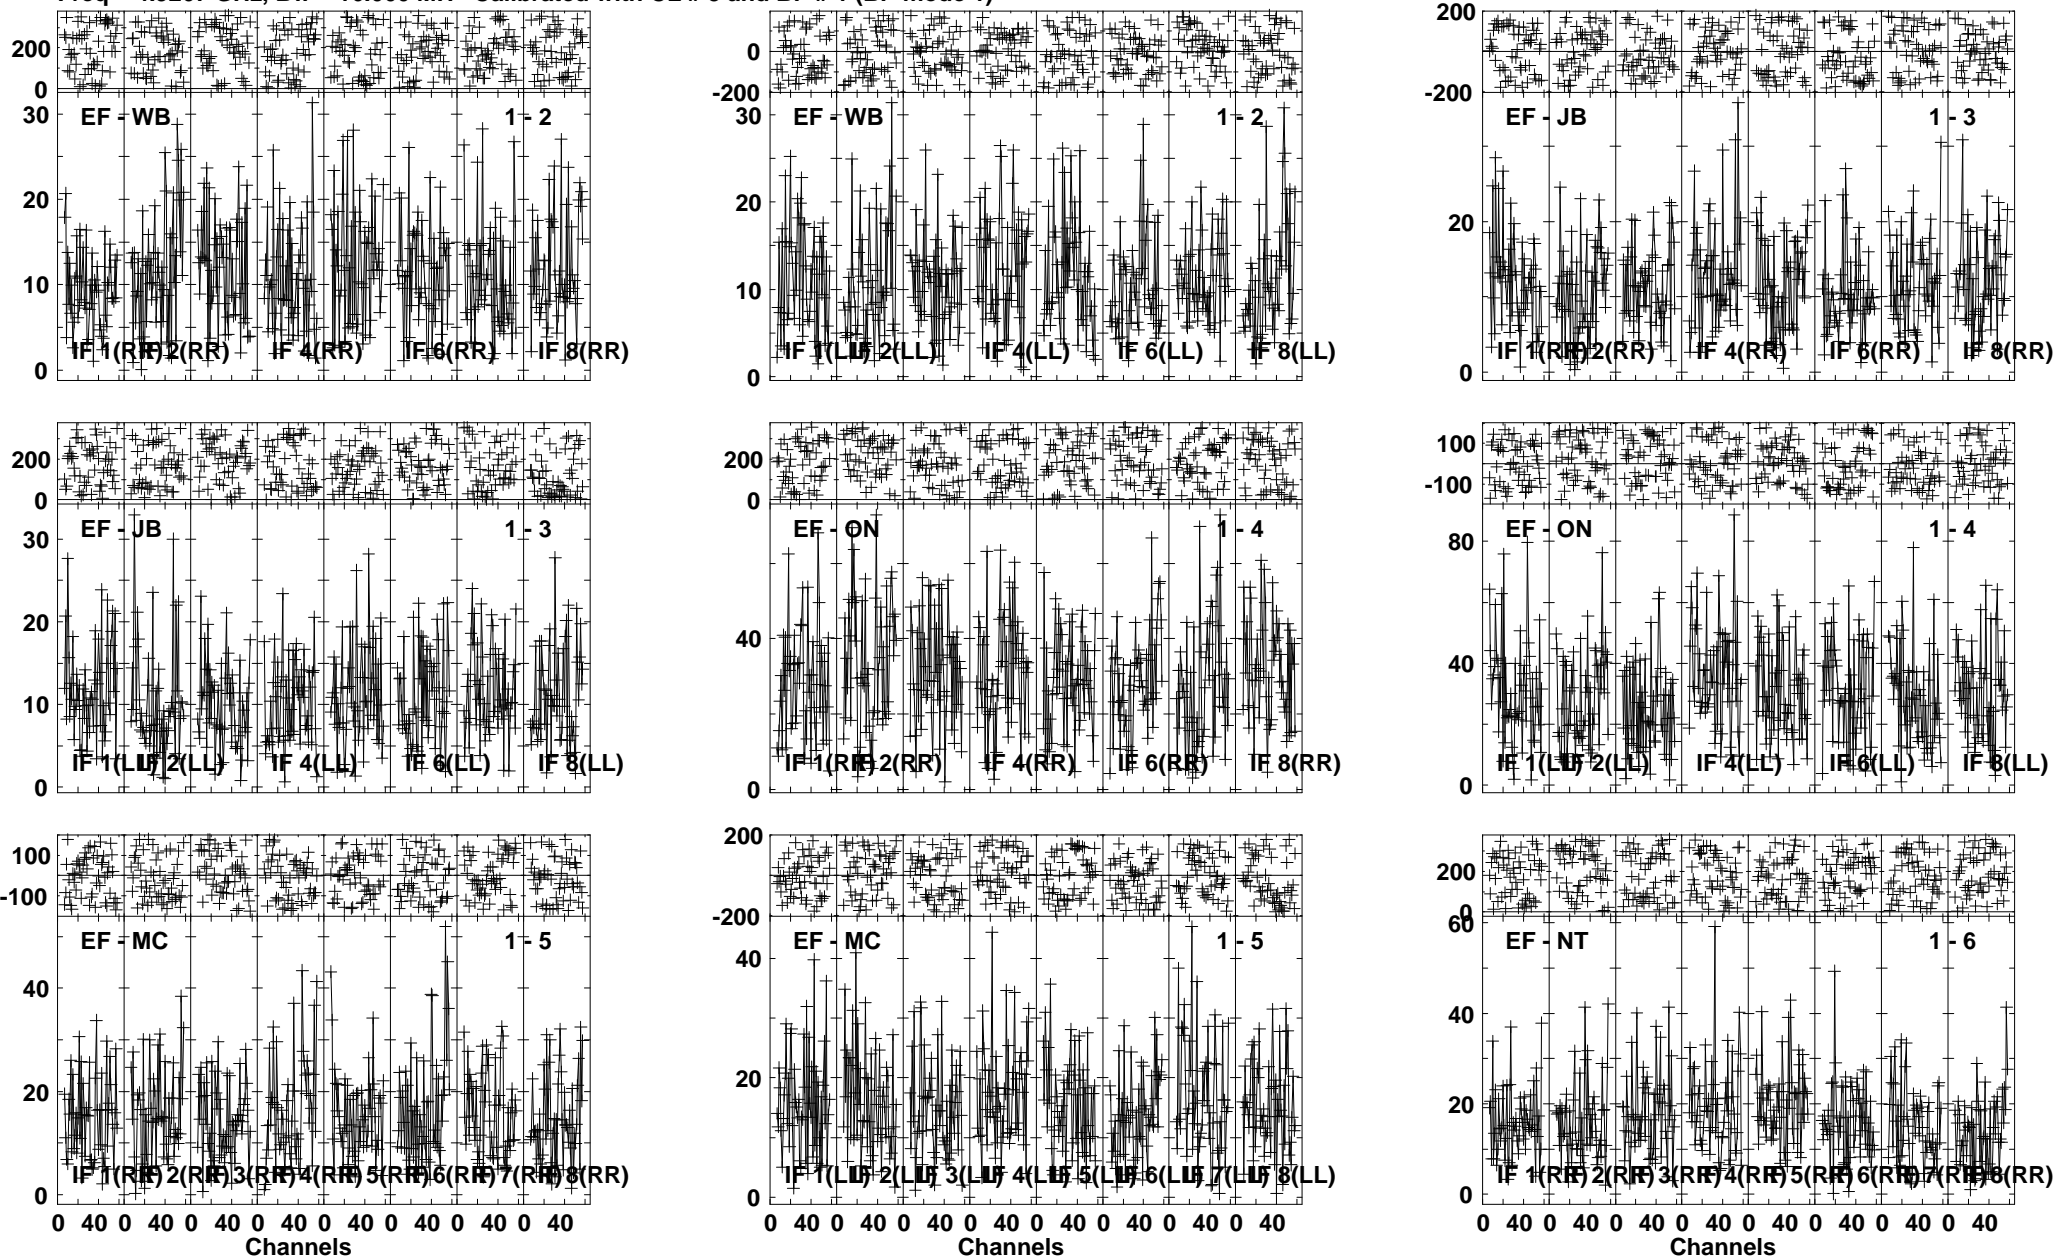 200
0
200
0
-200
200
0
-200
30
20
10
0
EF - WB
1 - 2
IF 1(RR)
IF 2(RR)
IF 4(RR)
IF 6(RR)
IF 8(RR)
30
20
10
0
EF - WB
1 - 2
IF 1(LL)
IF 2(LL)
IF 4(LL)
IF 6(LL)
IF 8(LL)
20
0
EF - JB
1 - 3
IF 1(RR)
IF 2(RR)
IF 4(RR)
IF 6(RR)
IF 8(RR)
200
0
200
0
100
-100
30
20
10
0
EF - JB
1 - 3
IF 1(LL)
IF 2(LL)
IF 4(LL)
IF 6(LL)
IF 8(LL)
40
0
EF - ON
1 - 4
IF 1(RR)
IF 2(RR)
IF 4(RR)
IF 6(RR)
IF 8(RR)
80
40
0
EF - ON
1 - 4
IF 1(LL)
IF 2(LL)
IF 4(LL)
IF 6(LL)
IF 8(LL)
100
-100
200
-200
200
0
40
20
0
EF - MC
1 - 5
IF 1(RR)
IF 2(RR)
IF 3(RR)
IF 4(RR)
IF 5(RR)
IF 6(RR)
IF 7(RR)
IF 8(RR)
0 40 0 40 0 40 0 40 0 40 0 40 0 40 0 40
Channels
40
20
0
EF - MC
1 - 5
IF 1(LL)
IF 2(LL)
IF 3(LL)
IF 4(LL)
IF 5(LL)
IF 6(LL)
IF 7(LL)
IF 8(LL)
0 40 0 40 0 40 0 40 0 40 0 40 0 40 0 40
Channels
60
40
20
0
EF - NT
1 - 6
IF 1(RR)
IF 2(RR)
IF 3(RR)
IF 4(RR)
IF 5(RR)
IF 6(RR)
IF 7(RR)
IF 8(RR)
0 40 0 40 0 40 0 40 0 40 0 40 0 40 0 40
Channels